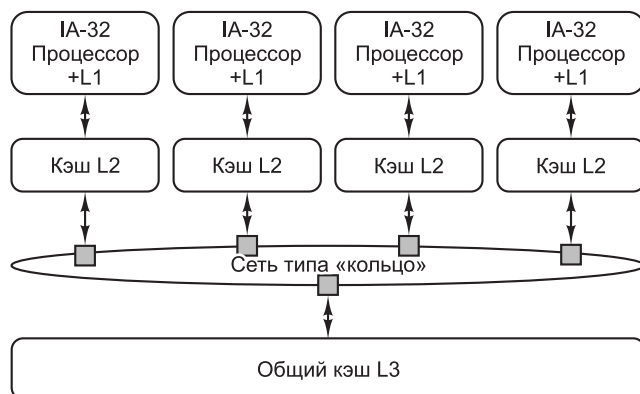 IA-32
Процессор
+L1
IA-32
Процессор
+L1
IA-32
Процессор
+L1
IA-32
Процессор
+L1
Кэш L2
Кэш L2
Кэш L2
Кэш L2
Сеть типа «кольцо»
Общий кэш L3